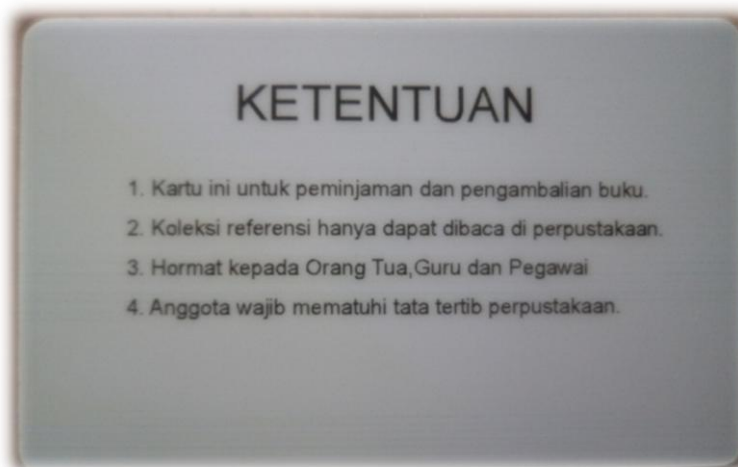 KETENTUAN
1. Kartu ini untuk peminjaman dan pengambalian buku.
2. Koleksi referensi hanya dapat dibaca di perpustakaan.
3. Hormat kepada Orang Tua,Guru dan Pegawai
4. Anggota wajib mematuhi tata tertib perpustakaan.